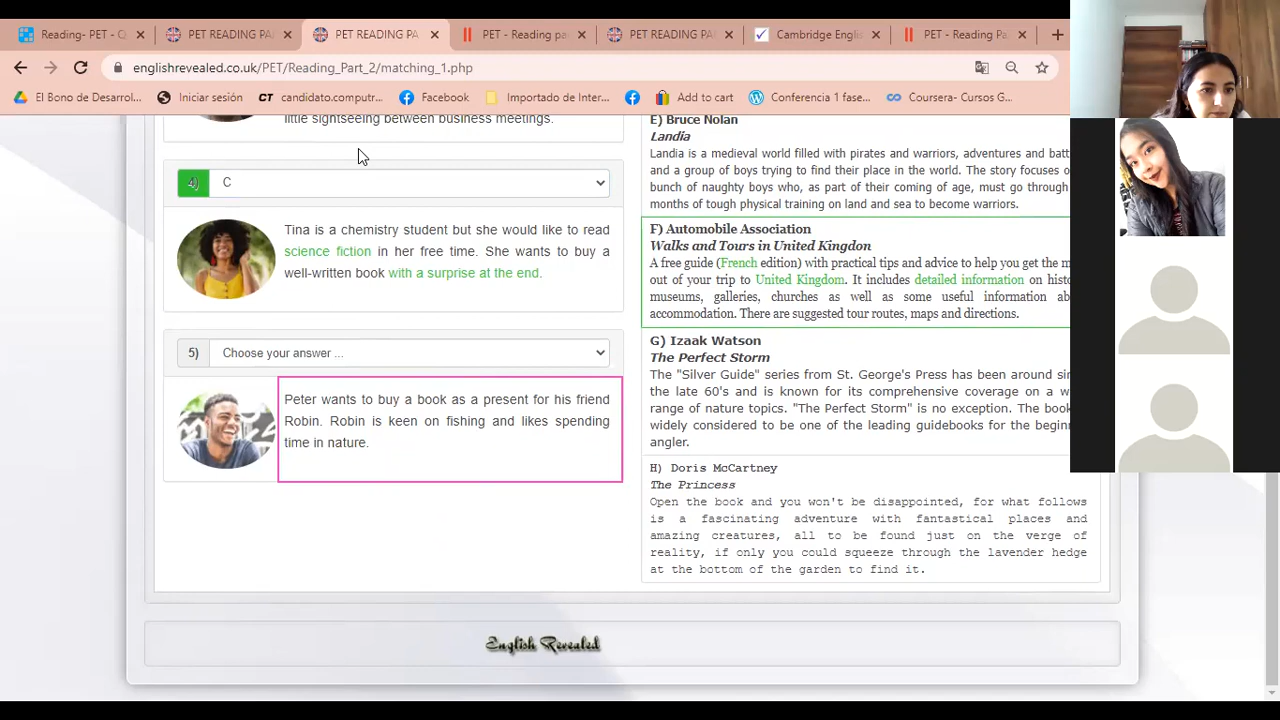 Reading- PET - Q
PET READING PA
PET READING PA
PET - Reading pa
PET READING PA
Cambridge Engli
PET - Reading Pa
englishrevealed.co.uk/PET/Reading_Part_2/matching_1.php
El Bono de Desarrol...
Iniciar sesión
CT candidato.computr...
Facebook
Importado de Inter...
Add to cart
Conferencia 1 fase...
Coursera- Cursos G...
little sightseeing between business meetings.
4) C
Tina is a chemistry student but she would like to read
science fiction in her free time. She wants to buy a
well-written book with a surprise at the end.
5) Choose your answer ...
Peter wants to buy a book as a present for his friend
Robin. Robin is keen on fishing and likes spending
time in nature.
E) Bruce Nolan
Landia
Landia is a medieval world filled with pirates and warriors, adventures and batt
and a group of boys trying to find their place in the world. The story focuses o
bunch of naughty boys who, as part of their coming of age, must go through
months of tough physical training on land and sea to become warriors.
F) Automobile Association
Walks and Tours in United Kingdon
A free guide (French edition) with practical tips and advice to help you get the m
out of your trip to United Kingdom. It includes detailed information on histo
museums, galleries, churches as well as some useful information ab
accommodation. There are suggested tour routes, maps and directions.
G) Izaak Watson
The Perfect Storm
The "Silver Guide" series from St. George's Press has been around sin
the late 60's and is known for its comprehensive coverage on a w
range of nature topics. "The Perfect Storm" is no exception. The book
widely considered to be one of the leading guidebooks for the beginn
angler.
H) Doris McCartney
The Princess
Open the book and you won't be disappointed, for what follows
is a fascinating adventure with fantastical places and
amazing creatures, all to be found just on the verge of
reality, if only you could squeeze through the lavender hedge
at the bottom of the garden to find it.
English Revealed